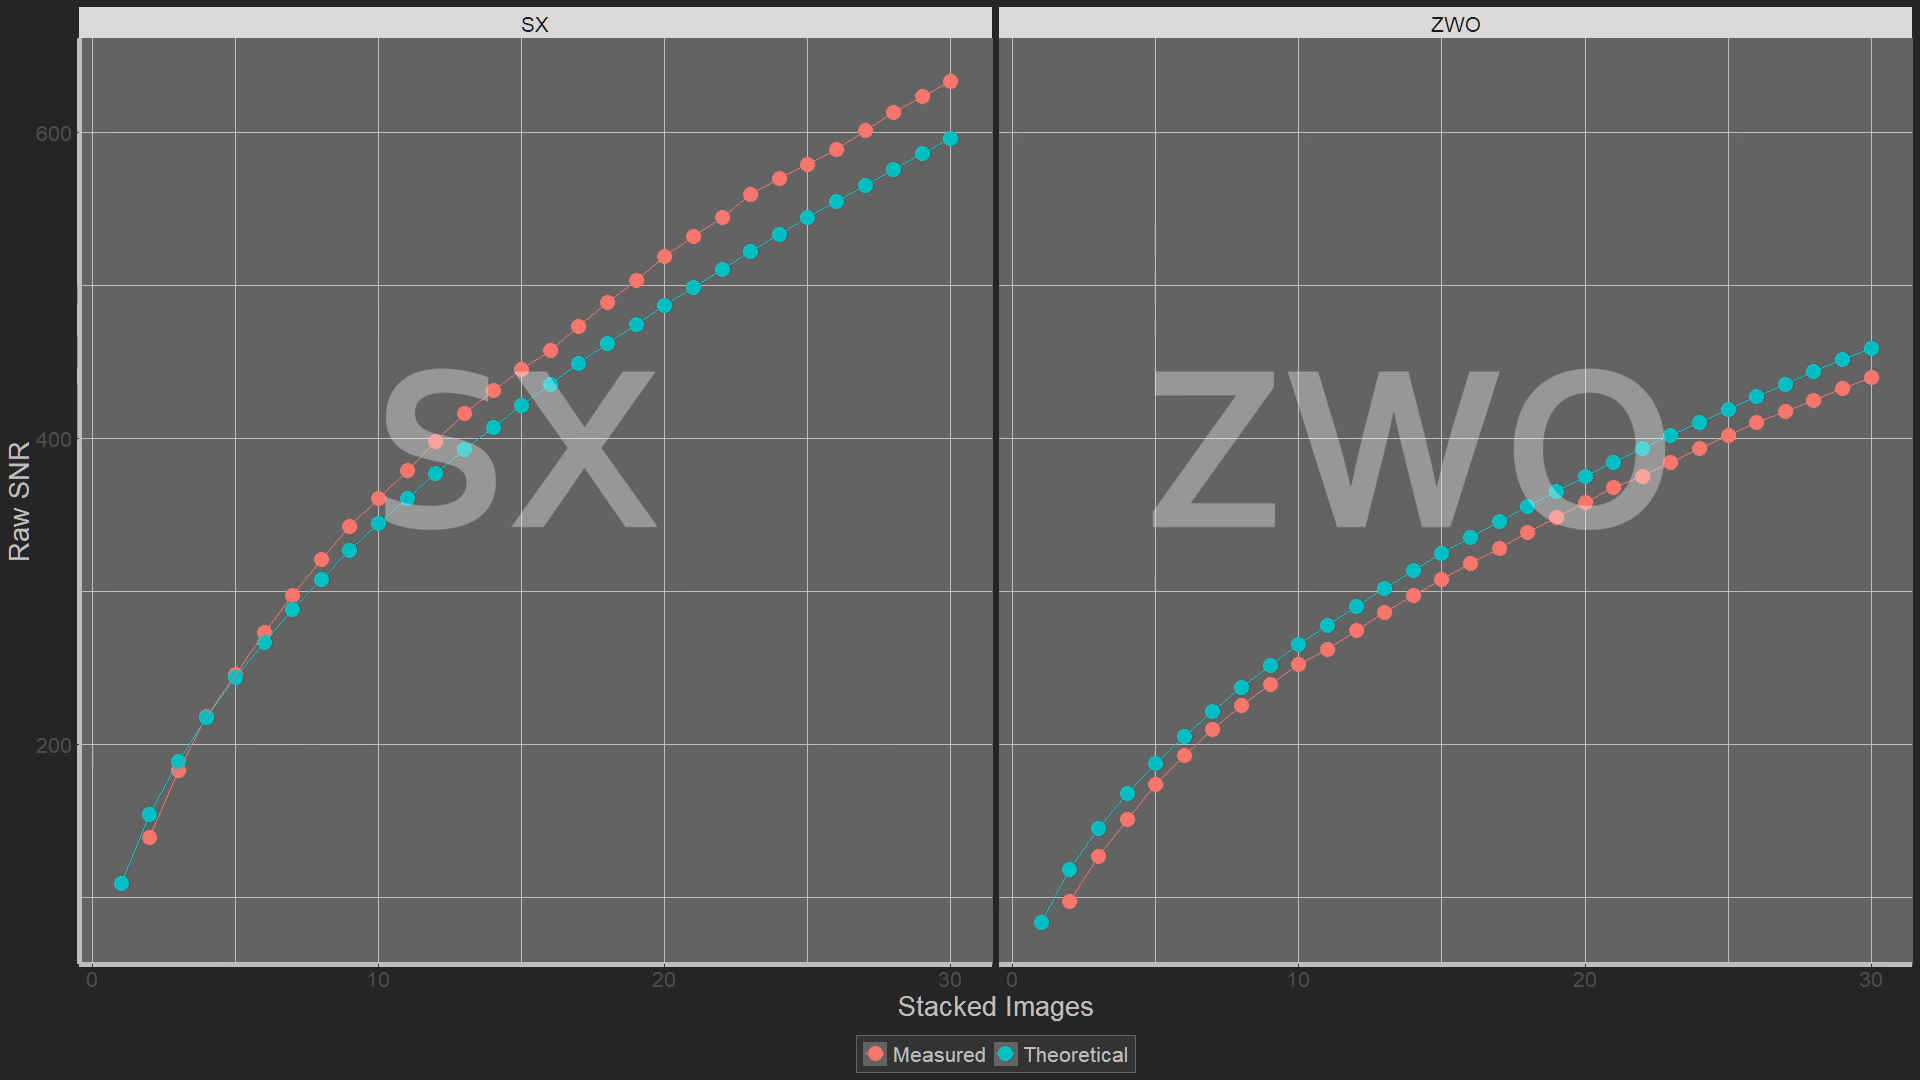 SX
ZWO
600
400
200
Raw SNR
SX
ZWO
0
10
20
30
0
10
20
30
Stacked Images
Measured
Theoretical